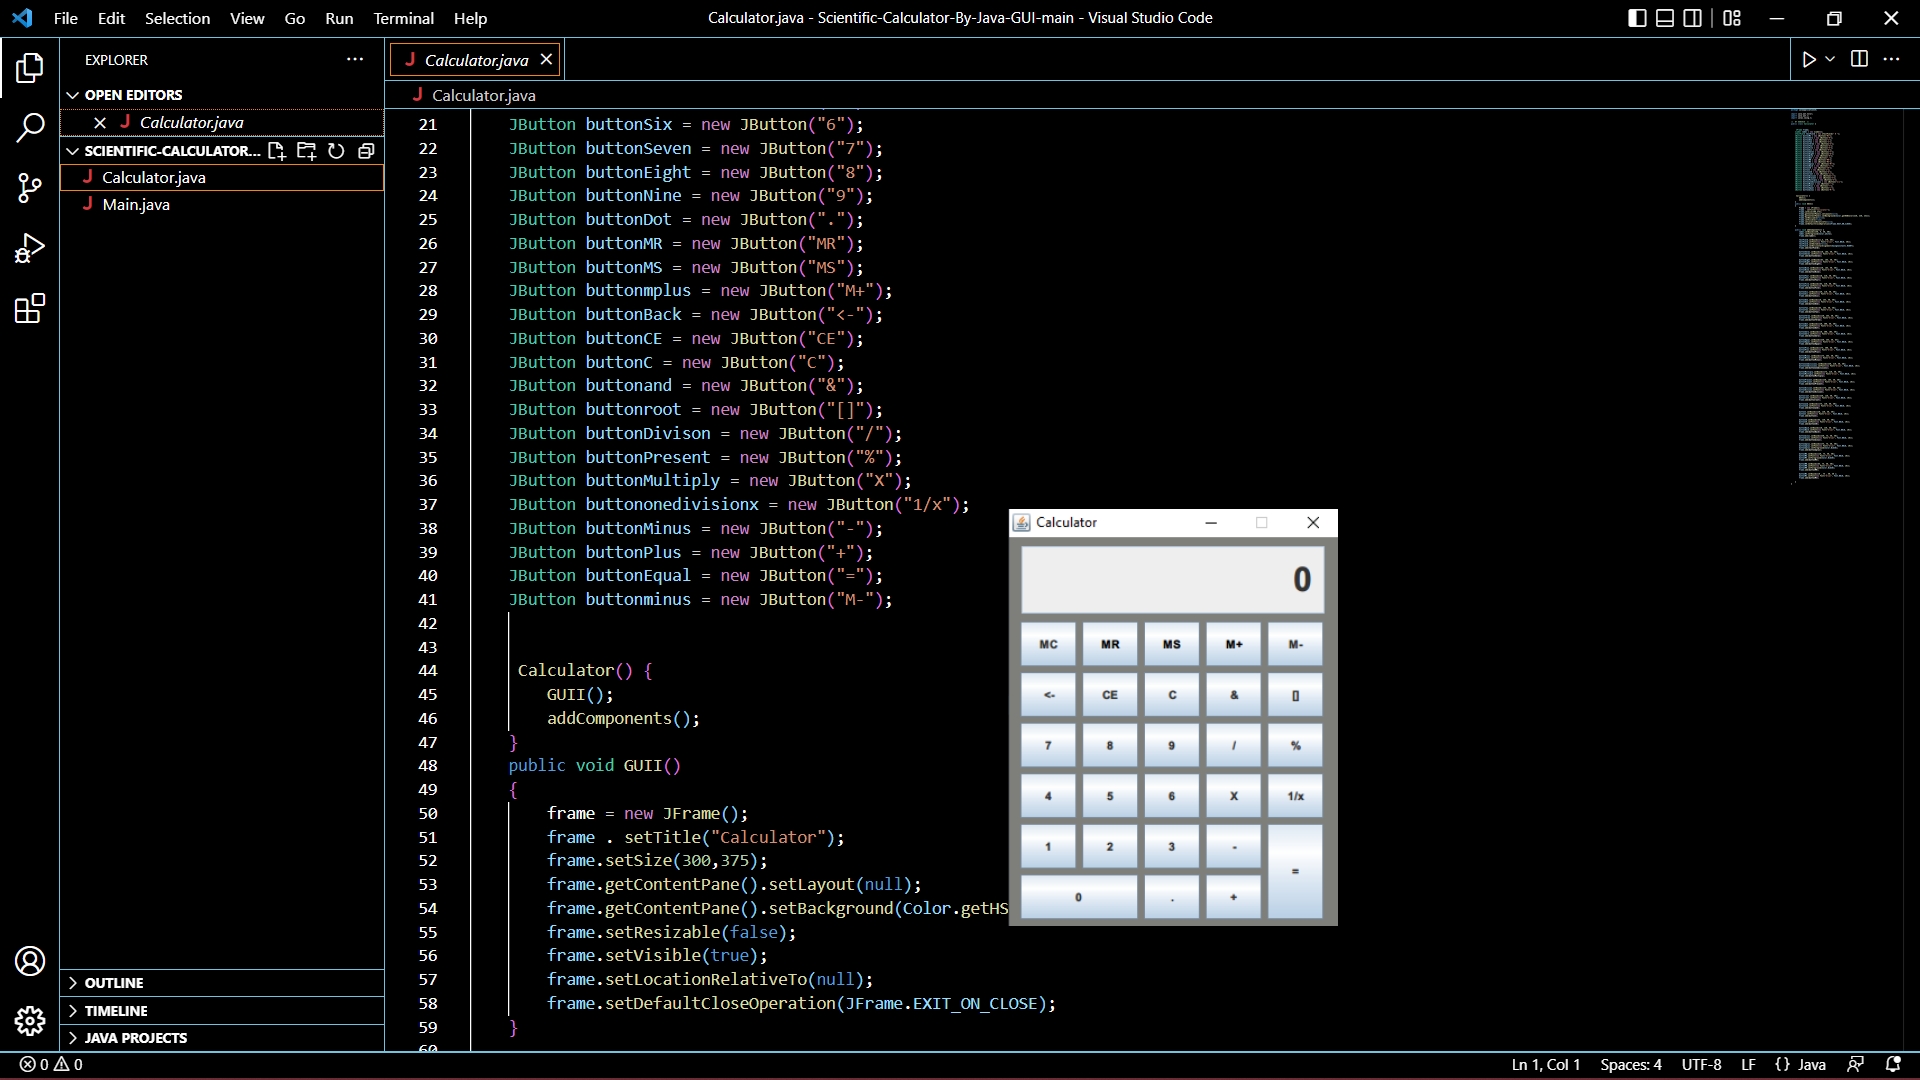 File Edit Selection View Go Run Terminal Help
Calculator.java - Scientific-Calculator-By-Java-GUI-main - Visual Studio Code
EXPLORER
OPEN EDITORS
J Calculator.java
SCIENTIFIC-CALCULATOR...
J Calculator.java
J Main.java
OUTLINE
TIMELINE
JAVA PROJECTS
J Calculator.java
J Calculator.java
21 JButton buttonSix = new JButton("6");
22 JButton buttonSeven = new JButton("7");
23 JButton buttonEight = new JButton("8");
24 JButton buttonNine = new JButton("9");
25 JButton buttonDot = new JButton(".");
26 JButton buttonMR = new JButton("MR");
27 JButton buttonMS = new JButton("MS");
28 JButton buttonmplus = new JButton("M+");
29 JButton buttonBack = new JButton("<-");
30 JButton buttonCE = new JButton("CE");
31 JButton buttonC = new JButton("C");
32 JButton buttonand = new JButton("&");
33 JButton buttonroot = new JButton("[]");
34 JButton buttonDivison = new JButton("/");
35 JButton buttonPresent = new JButton("%");
36 JButton buttonMultiply = new JButton("X");
37 JButton buttononedivisionx = new JButton("1/x");
38 JButton buttonMinus = new JButton("-");
39 JButton buttonPlus = new JButton("+");
40 JButton buttonEqual = new JButton("=");
41 JButton buttonminus = new JButton("M-");
42
43
44 Calculator() {
45 GUII();
46 addComponents();
47 }
48 public void GUII()
49 {
50 frame = new JFrame();
51 frame . setTitle("Calculator");
52 frame.setSize(300,375);
53 frame.getContentPane().setLayout(null);
54 frame.getContentPane().setBackground(Color.getHS
55 frame.setResizable(false);
56 frame.setVisible(true);
57 frame.setLocationRelativeTo(null);
58 frame.setDefaultCloseOperation(JFrame.EXIT_ON_CLOSE);
59 }
60
Calculator
0
MC MR MS M+ M-
<- CE C & []
7 8 9 / %
4 5 6 X 1/x
1 2 3 - =
0 . +
0 0
Ln 1, Col 1 Spaces: 4 UTF-8 LF {} Java